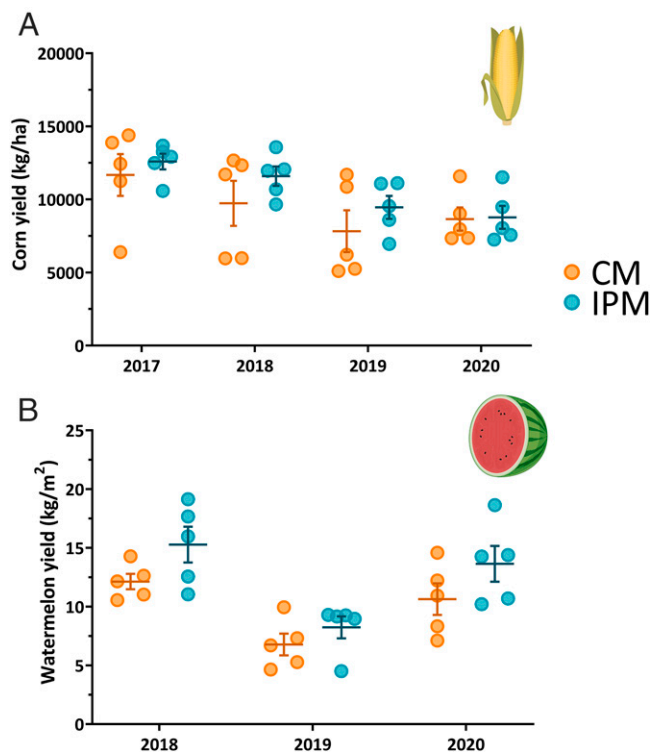 A
Corn yield (kg/ha)
20000
15000
10000
5000
0
2017 2018 2019 2020
CM
IPM
B
Watermelon yield (kg/m²)
25
20
15
10
5
0
2018 2019 2020